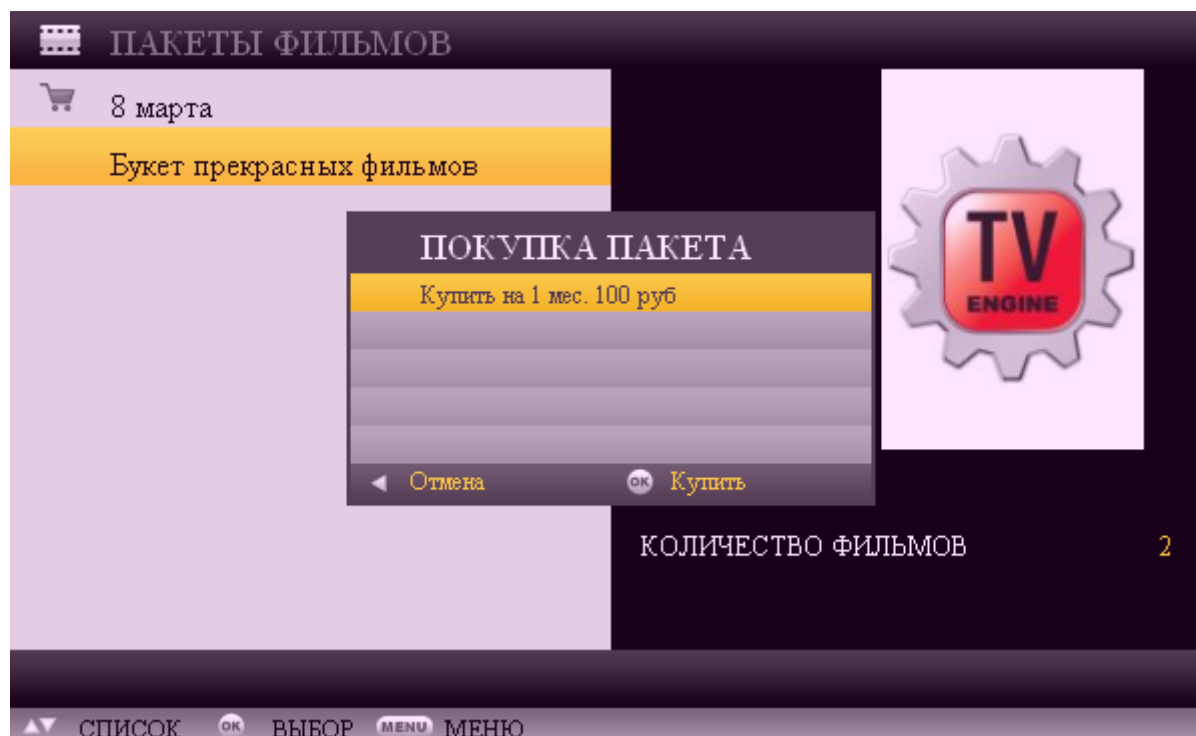 ПАКЕТЫ ФИЛЬМОВ
8 марта
Букет прекрасных фильмов
ПОКУПКА ПАКЕТА
Купить на 1 мес. 100 руб
Отмена
OK Купить
TV
ENGINE
КОЛИЧЕСТВО ФИЛЬМОВ 2
СПИСОК OK ВЫБОР MENU МЕНЮ